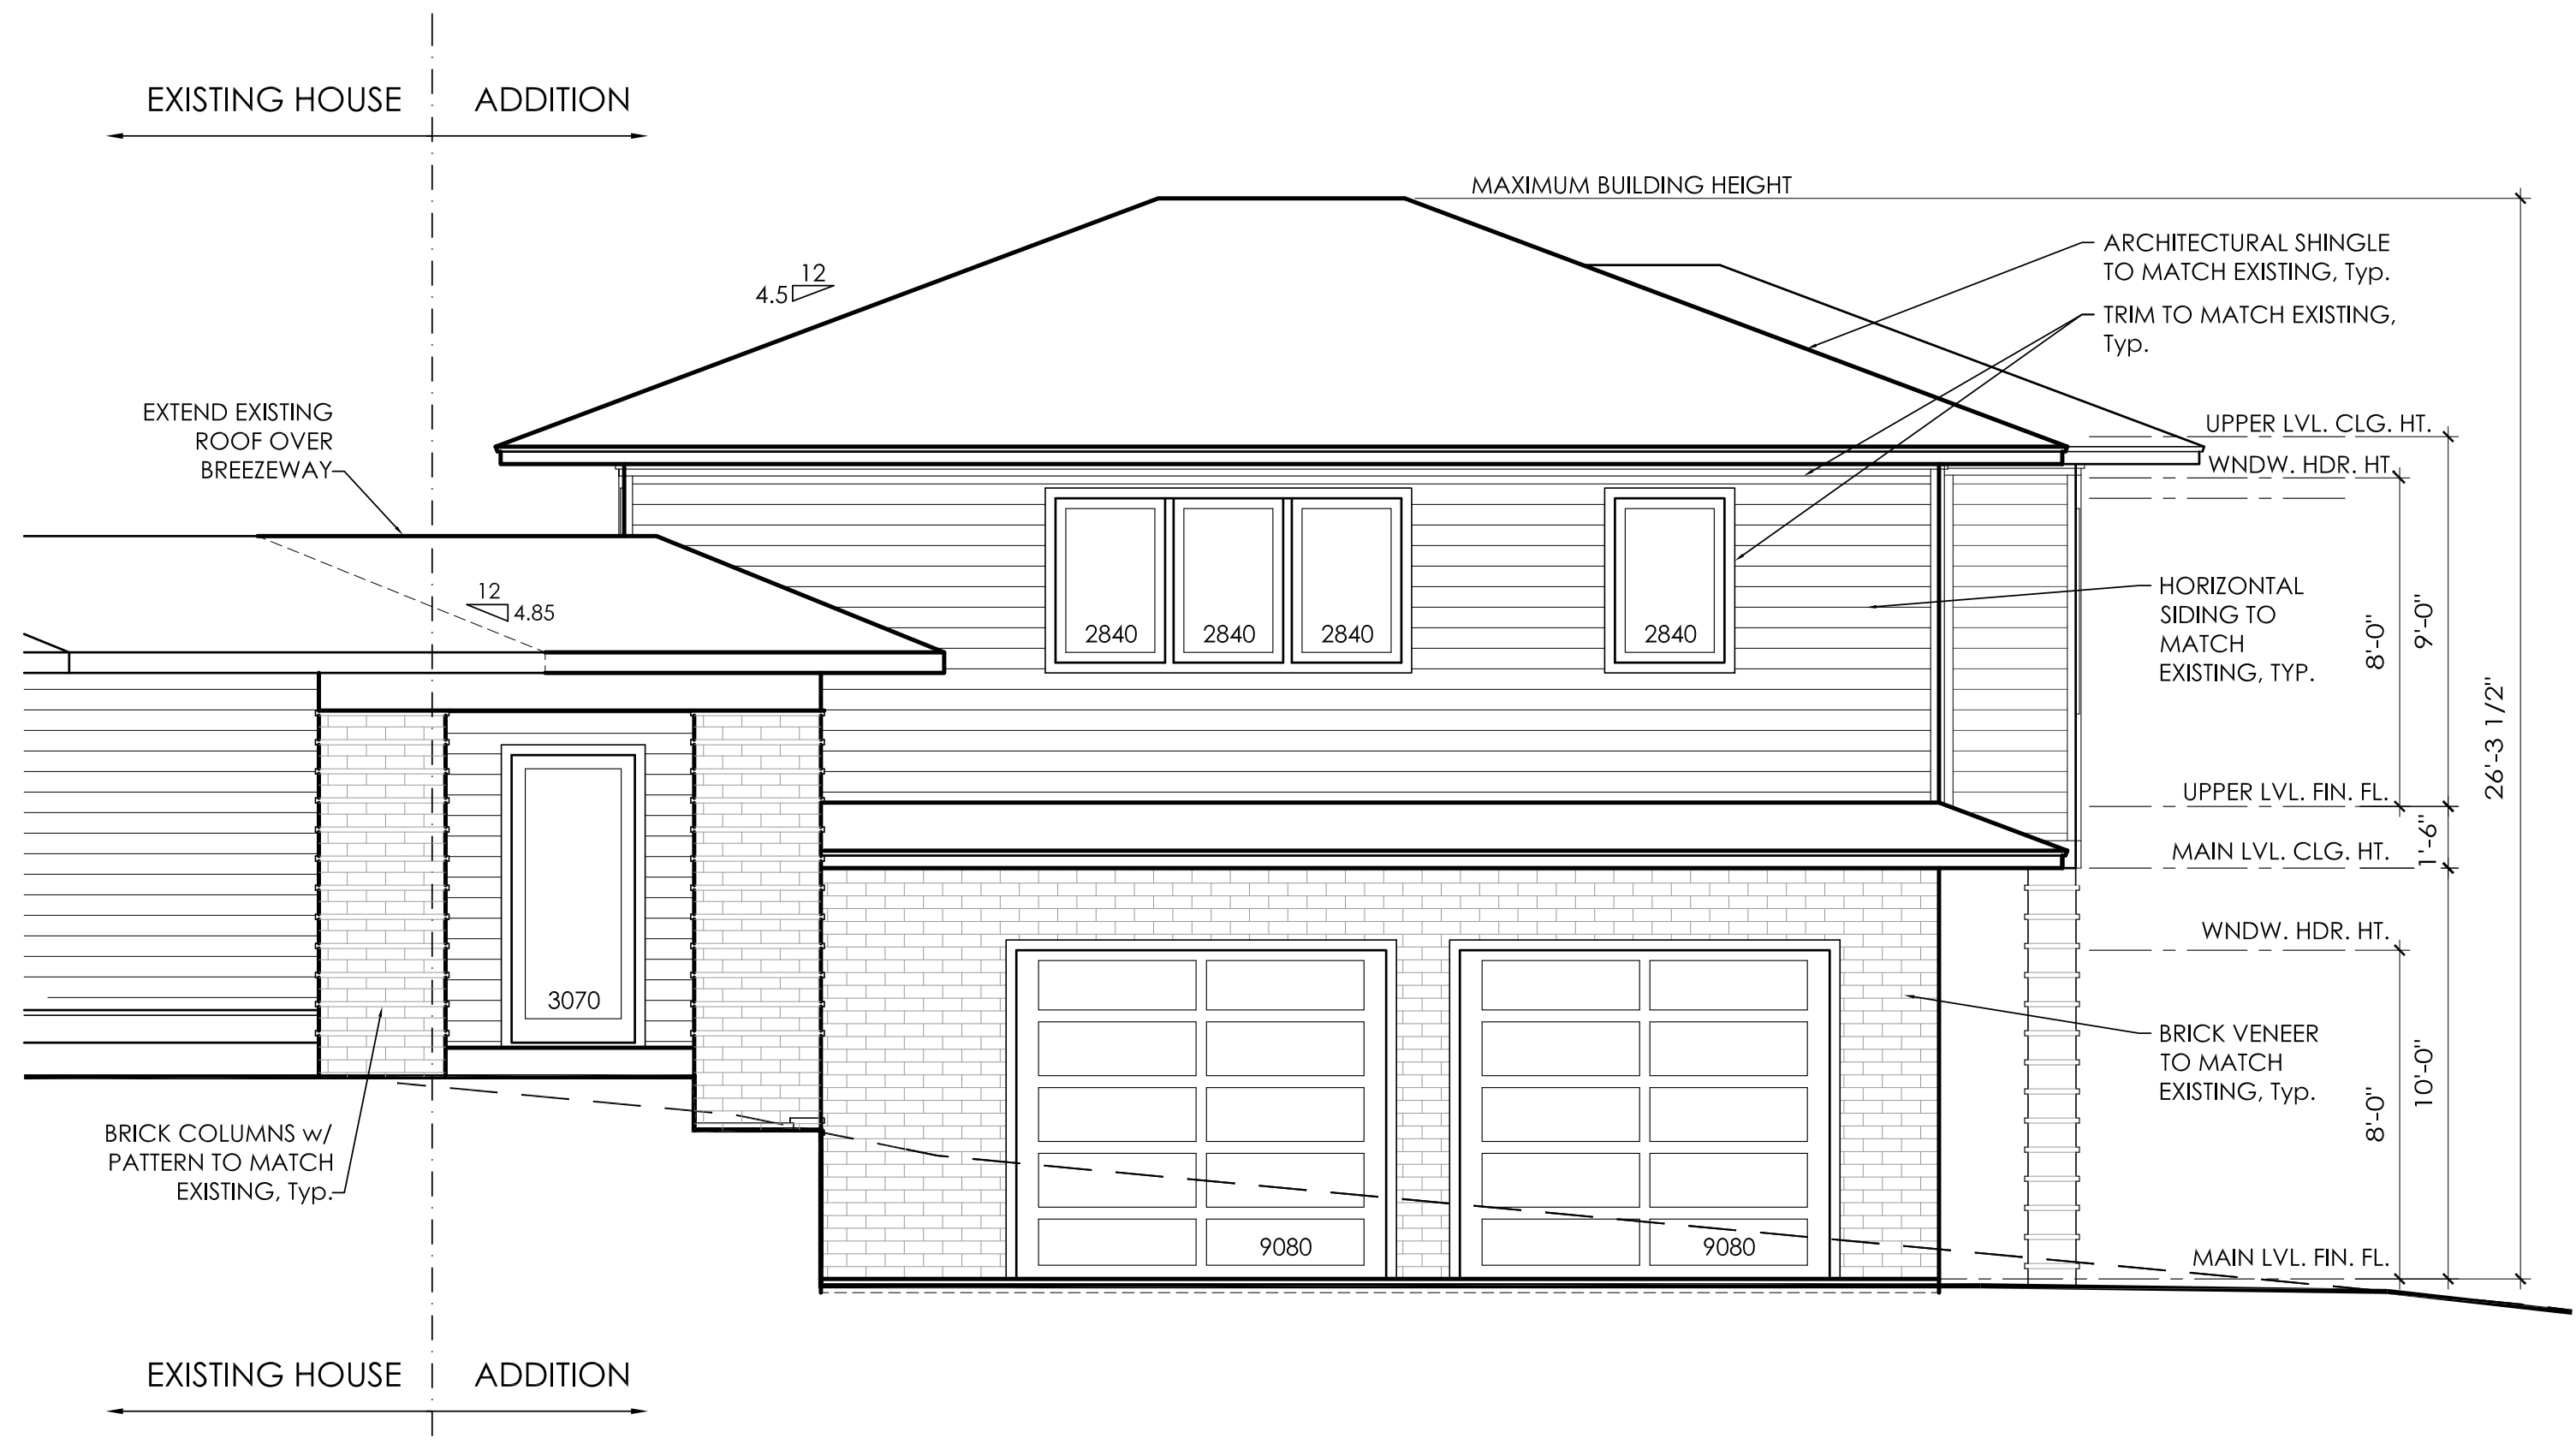 EXISTING HOUSE
ADDITION
MAXIMUM BUILDING HEIGHT
ARCHITECTURAL SHINGLE
TO MATCH EXISTING, Typ.
12
4.5
TRIM TO MATCH EXISTING,
Typ.
EXTEND EXISTING
ROOF OVER
BREEZEWAY
UPPER LVL. CLG. HT.
WNDW. HDR. HT.
12
4.85
2840
2840
2840
2840
HORIZONTAL
SIDING TO
MATCH
EXISTING, TYP.
8'-0"
9'-0"
26'-3 1/2"
UPPER LVL. FIN. FL.
1'-6"
MAIN LVL. CLG. HT.
WNDW. HDR. HT.
3070
BRICK VENEER
TO MATCH
EXISTING, Typ.
8'-0"
10'-0"
BRICK COLUMNS w/
PATTERN TO MATCH
EXISTING, Typ.
9080
9080
MAIN LVL. FIN. FL.
EXISTING HOUSE
ADDITION